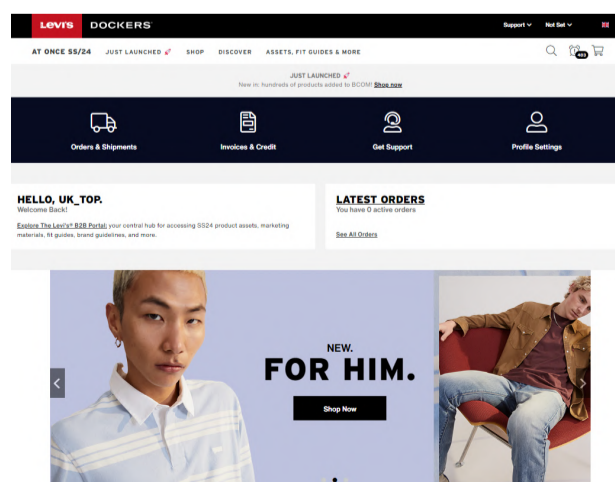 Levi's DOCKERS
Support Not Set
AT ONCE SS/24 JUST LAUNCHED 🚀 SHOP DISCOVER ASSETS, FIT GUIDES & MORE
403
JUST LAUNCHED 🚀
New in: hundreds of products added to BCOM! Shop now
Orders & Shipments Invoices & Credit Get Support Profile Settings
HELLO, UK_TOP.
Welcome Back!
Explore The Levi's® B2B Portal: your central hub for accessing SS24 product assets, marketing
materials, fit guides, brand guidelines, and more.
LATEST ORDERS
You have 0 active orders
See All Orders
NEW.
FOR HIM.
Shop Now